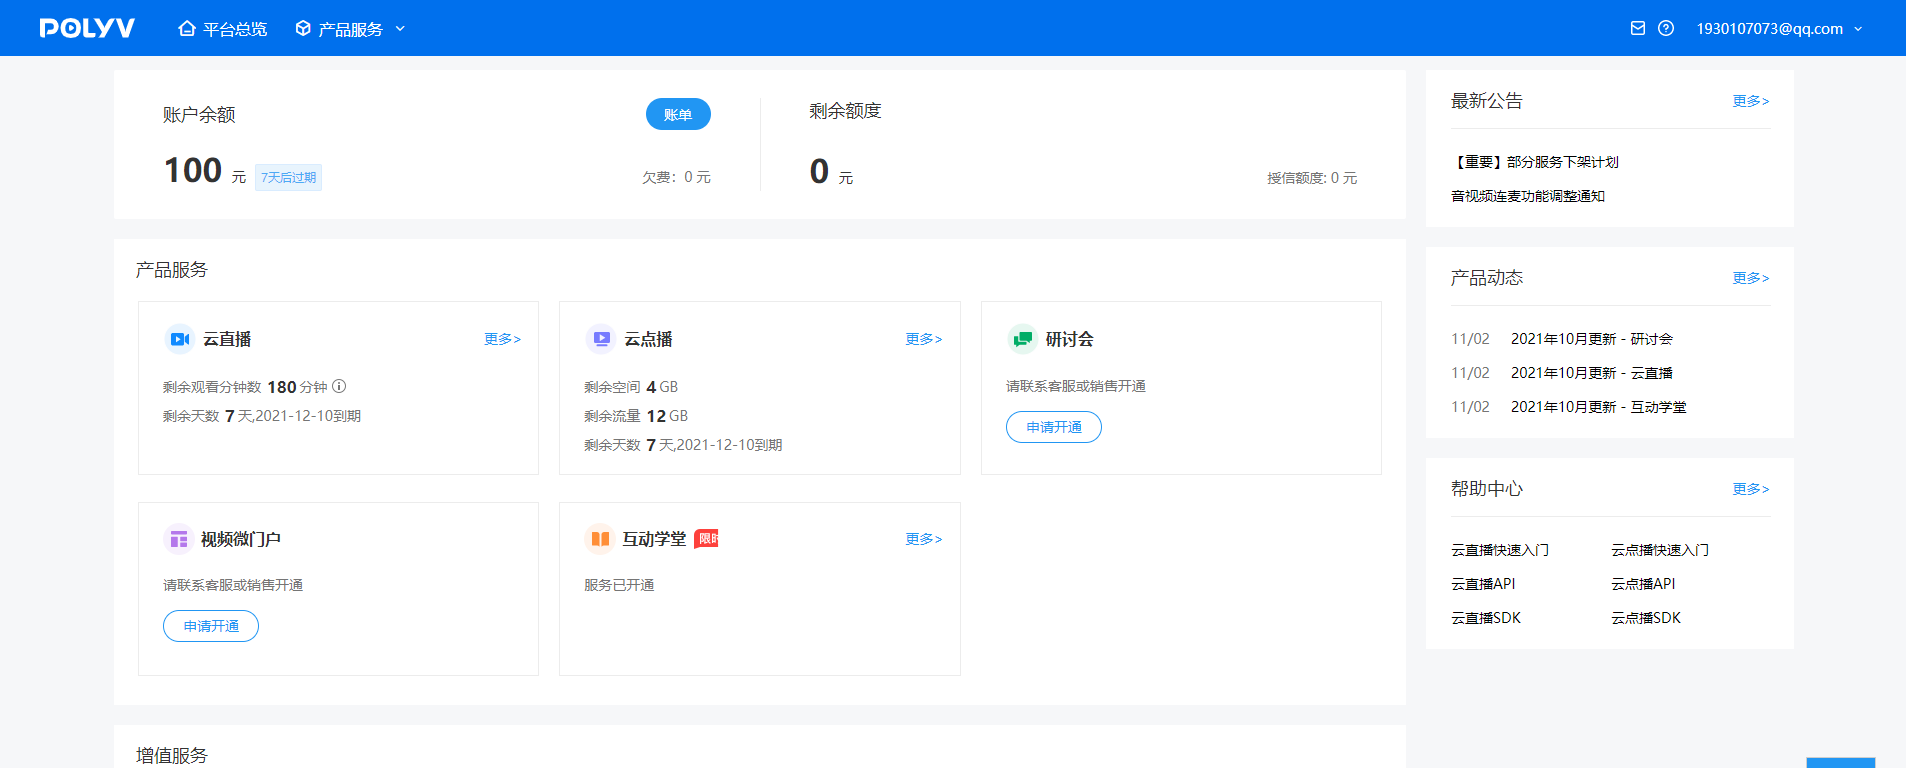 POLYV 平台总览 产品服务 1930107073@qq.com
账户余额 账单
100 元 7天后过期 欠费：0 元
剩余额度
0 元 授信额度: 0 元
产品服务
云直播 更多>
剩余观看分钟数 180 分钟
剩余天数 7 天,2021-12-10到期
云点播 更多>
剩余空间 4 GB
剩余流量 12 GB
剩余天数 7 天,2021-12-10到期
研讨会
请联系客服或销售开通
申请开通
视频微门户
请联系客服或销售开通
申请开通
互动学堂 限时 更多>
服务已开通
增值服务
最新公告 更多>
【重要】部分服务下架计划
音视频连麦功能调整通知
产品动态 更多>
11/02 2021年10月更新 - 研讨会
11/02 2021年10月更新 - 云直播
11/02 2021年10月更新 - 互动学堂
帮助中心 更多>
云直播快速入门 云点播快速入门
云直播API 云点播API
云直播SDK 云点播SDK